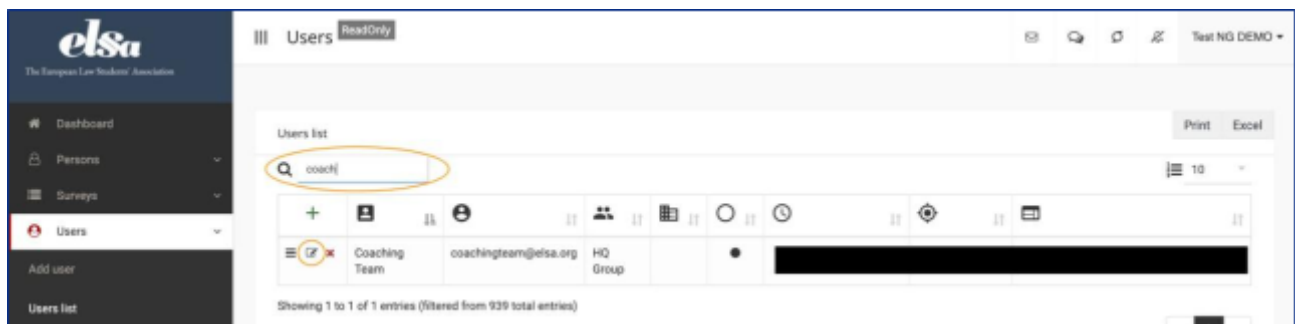 elsa
The European Law Students' Association
Users ReadOnly
Test NG DEMO
Dashboard
Persons
Surveys
Users
Add user
Users list
Users list
Print Excel
coach
10
Coaching Team
coachingteam@elsa.org
HQ Group
Showing 1 to 1 of 1 entries (filtered from 939 total entries)